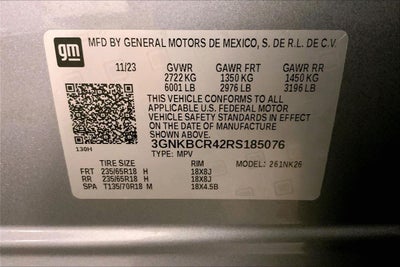 gm
MFD BY GENERAL MOTORS DE MEXICO, S. DE R.L. DE C.V.
11/23 GVWR GAWR FRT GAWR RR
2722 KG 1350 KG 1450 KG
6001 LB 2976 LB 3196 LB
THIS VEHICLE CONFORMS TO ALL
APPLICABLE U.S. FEDERAL MOTOR
VEHICLE SAFETY STANDARDS IN EFFECT ON
THE DATE OF MANUFACTURE SHOWN ABOVE.
3GNKBCR42RS185076
130H TYPE: MPV
TIRE SIZE RIM MODEL: 261NK26
FRT 235/65R18 H 18X8J
RR 235/65R18 H 18X8J
SPA T135/70R18 M 18X4.5B